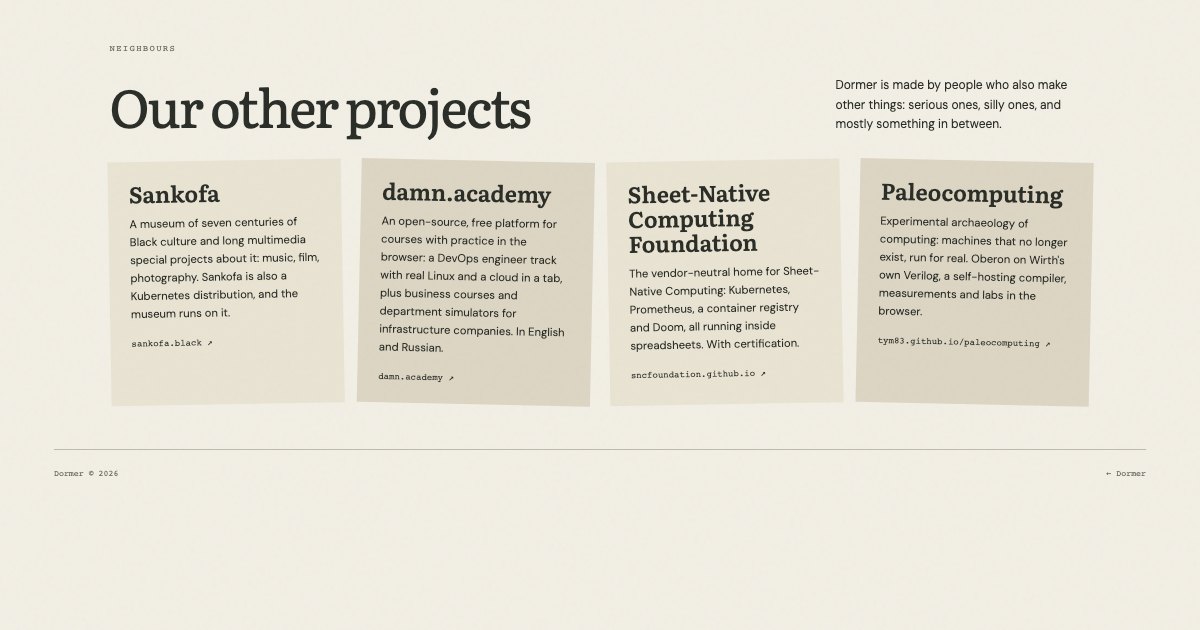 NEIGHBOURS
Our other projects
Dormer is made by people who also make
other things: serious ones, silly ones, and
mostly something in between.
Sankofa
A museum of seven centuries of
Black culture and long multimedia
special projects about it: music, film,
photography. Sankofa is also a
Kubernetes distribution, and the
museum runs on it.
sankofa.black ↗
damn.academy
An open-source, free platform for
courses with practice in the
browser: a DevOps engineer track
with real Linux and a cloud in a tab,
plus business courses and
department simulators for
infrastructure companies. In English
and Russian.
damn.academy ↗
Sheet-Native
Computing
Foundation
The vendor-neutral home for Sheet-
Native Computing: Kubernetes,
Prometheus, a container registry
and Doom, all running inside
spreadsheets. With certification.
sncfoundation.github.io ↗
Paleocomputing
Experimental archaeology of
computing: machines that no longer
exist, run for real. Oberon on Wirth's
own Verilog, a self-hosting compiler,
measurements and labs in the
browser.
tym83.github.io/paleocomputing ↗
Dormer © 2026
← Dormer